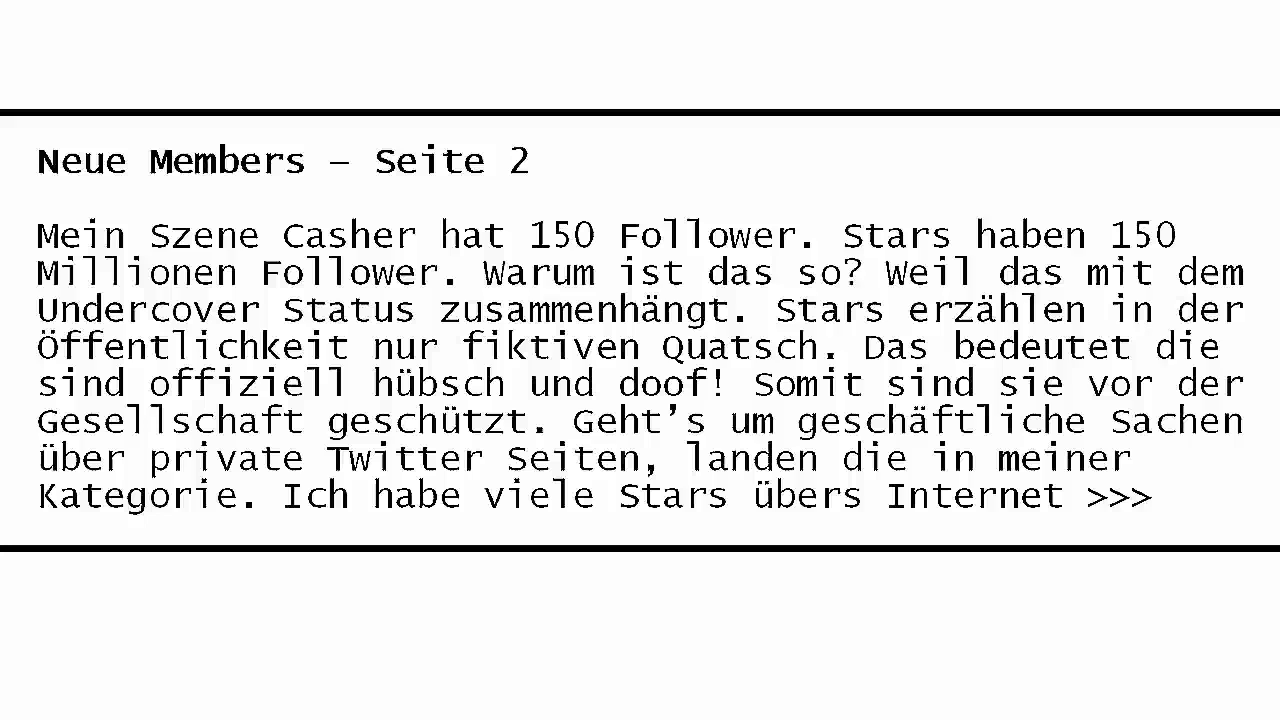 Neue Members – Seite 2
Mein Szene Casher hat 150 Follower. Stars haben 150
Millionen Follower. Warum ist das so? Weil das mit dem
Undercover Status zusammenhängt. Stars erzählen in der
Öffentlichkeit nur fiktiven Quatsch. Das bedeutet die
sind offiziell hübsch und doof! Somit sind sie vor der
Gesellschaft geschützt. Geht’s um geschäftliche Sachen
über private Twitter Seiten, landen die in meiner
Kategorie. Ich habe viele Stars übers Internet >>>